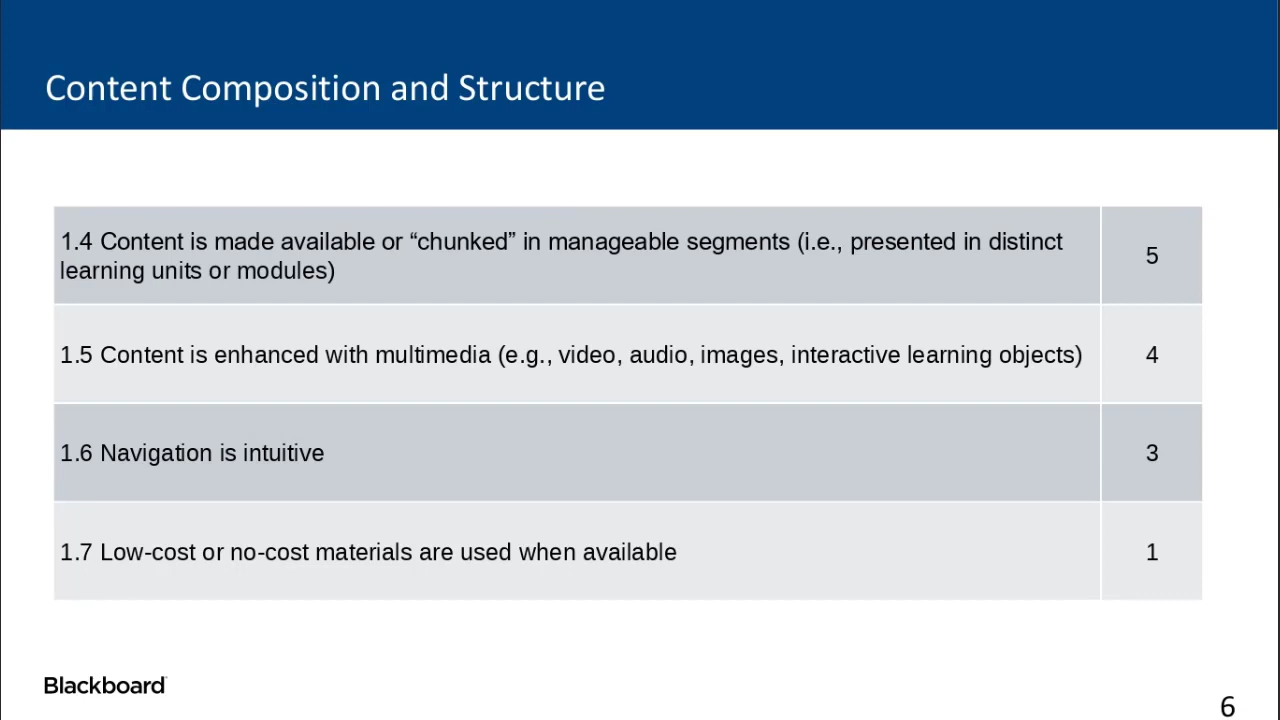 Content Composition and Structure
1.4 Content is made available or “chunked” in manageable segments (i.e., presented in distinct
learning units or modules)
5
1.5 Content is enhanced with multimedia (e.g., video, audio, images, interactive learning objects)
4
1.6 Navigation is intuitive
3
1.7 Low-cost or no-cost materials are used when available
1
Blackboard
6